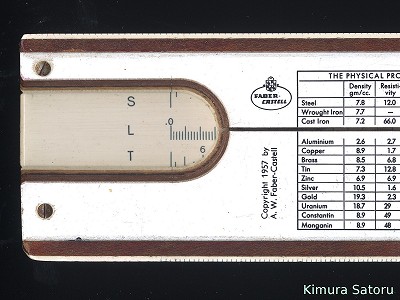 S
L
T
.0
6
FABER-
CASTELL
Copyright 1957 by
A. W. Faber-Castell
THE PHYSICAL PRO
Density gm/cc. Resisti- vity
Steel 7.8 12.0
Wrought Iron 7.7 —
Cast Iron 7.2 66.0
Aluminum 2.6 2.7
Copper 8.9 1.7
Brass 8.5 6.8
Tin 7.3 12.8
Zinc 6.9 6.9
Silver 10.5 1.6
Gold 19.3 2.3
Uranium 18.7 29
Constantin 8.9 49
Manganin 8.9 48
Kimura Satoru